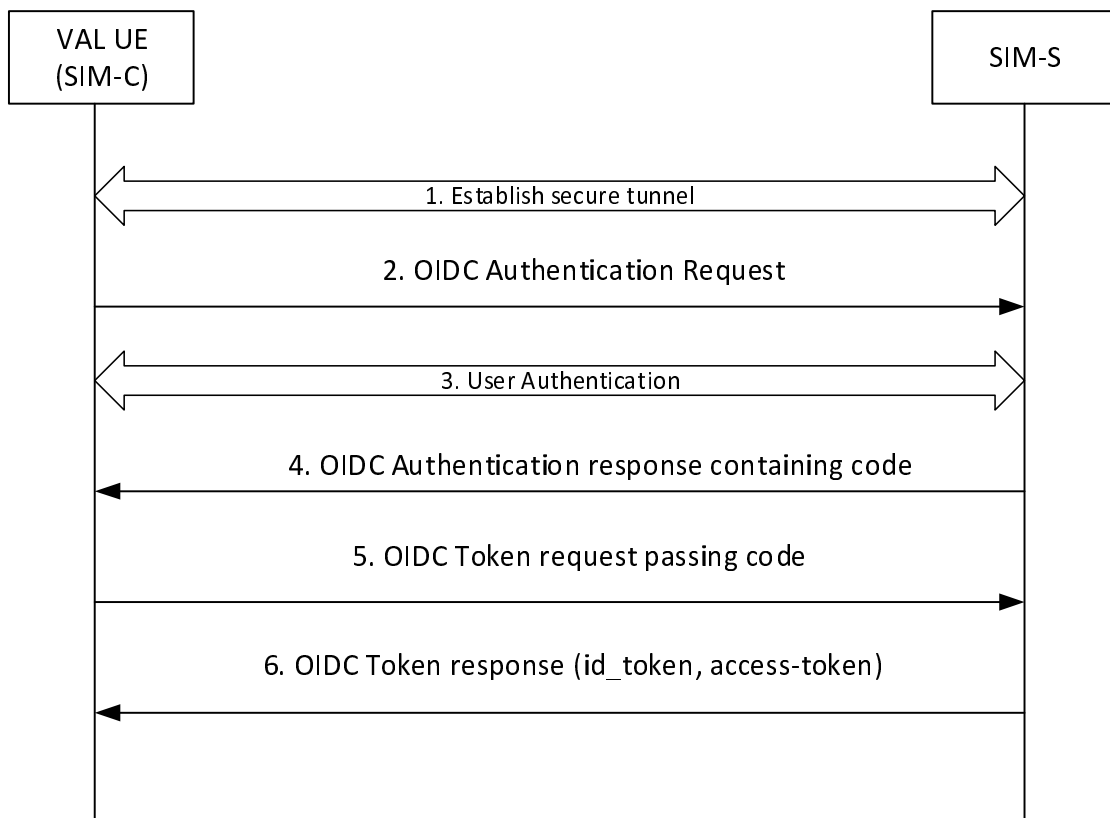 VAL UE
(SIM-C)
SIM-S
1. Establish secure tunnel
2. OIDC Authentication Request
3. User Authentication
4. OIDC Authentication response containing code
5. OIDC Token request passing code
6. OIDC Token response (id_token, access-token)